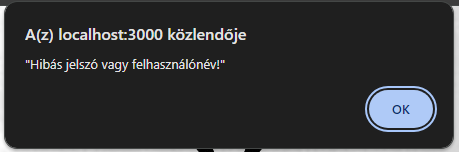 A(z) localhost:3000 közlendője
"Hibás jelszó vagy felhasználónév!"
OK